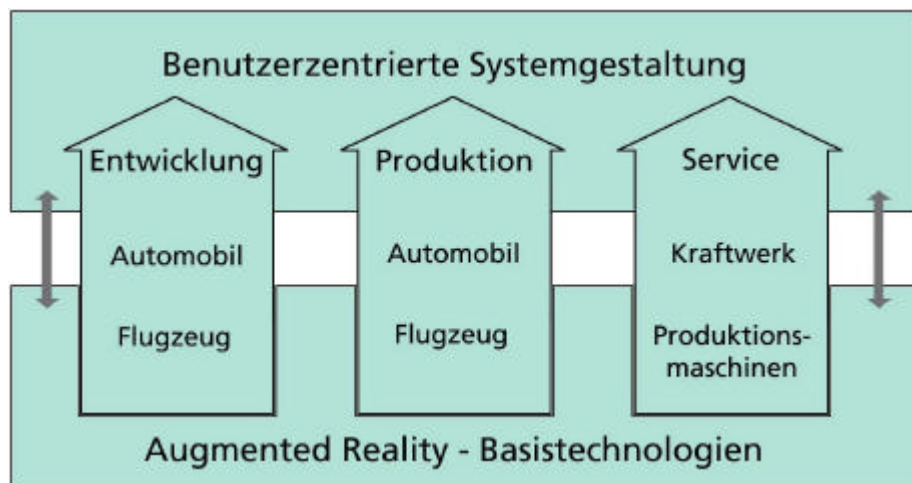 Benutzerzentrierte Systemgestaltung
Entwicklung
Automobil
Flugzeug
Produktion
Automobil
Flugzeug
Service
Kraftwerk
Produktions-
maschinen
Augmented Reality - Basistechnologien